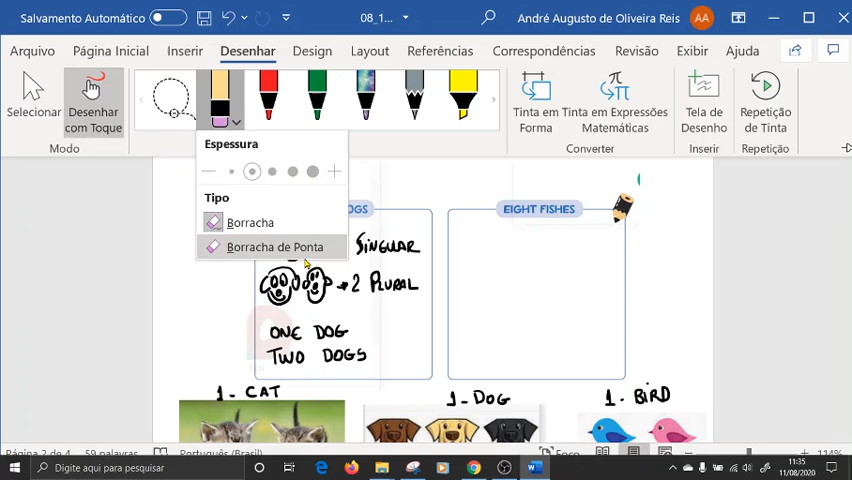 Salvamento Automático
08_1...
André Augusto de Oliveira Reis
AA
Arquivo Página Inicial Inserir Desenhar Design Layout Referências Correspondências Revisão Exibir Ajuda
Selecionar
Desenhar com Toque
Tinta em Forma
Tinta em Expressões Matemáticas
Tela de Desenho
Repetição de Tinta
Modo
Converter
Repetição
Espessura
Tipo
Borracha
Borracha de Ponta
OGS
EIGHT FISHES
SINGULAR
→ 2 PLURAL
ONE DOG
TWO DOGS
1 - CAT
1 - DOG
1 - BIRD
Página 2 de 4 59 palavras Português (Brasil) Foco 114%
Digite aqui para pesquisar
11:35
11/08/2020